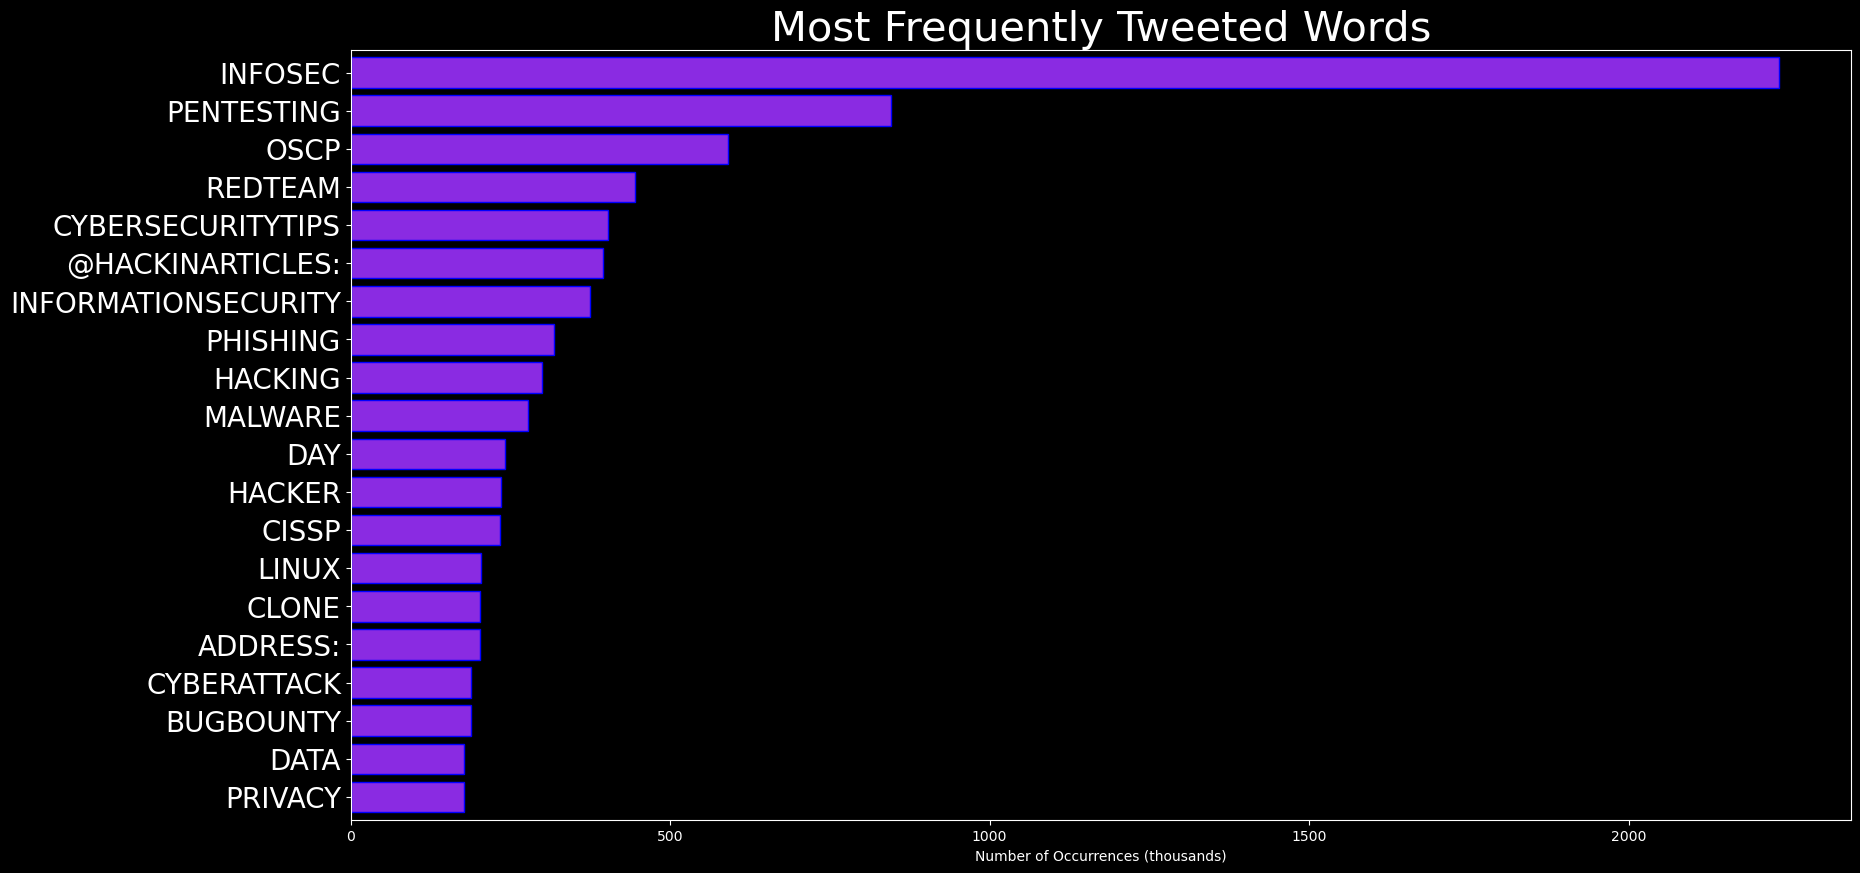 Most Frequently Tweeted Words
INFOSEC
PENTESTING
OSCP
REDTEAM
CYBERSECURITYTIPS
@HACKINARTICLES:
INFORMATIONSECURITY
PHISHING
HACKING
MALWARE
DAY
HACKER
CISSP
LINUX
CLONE
ADDRESS:
CYBERATTACK
BUGBOUNTY
DATA
PRIVACY
0 500 1000 1500 2000
Number of Occurrences (thousands)